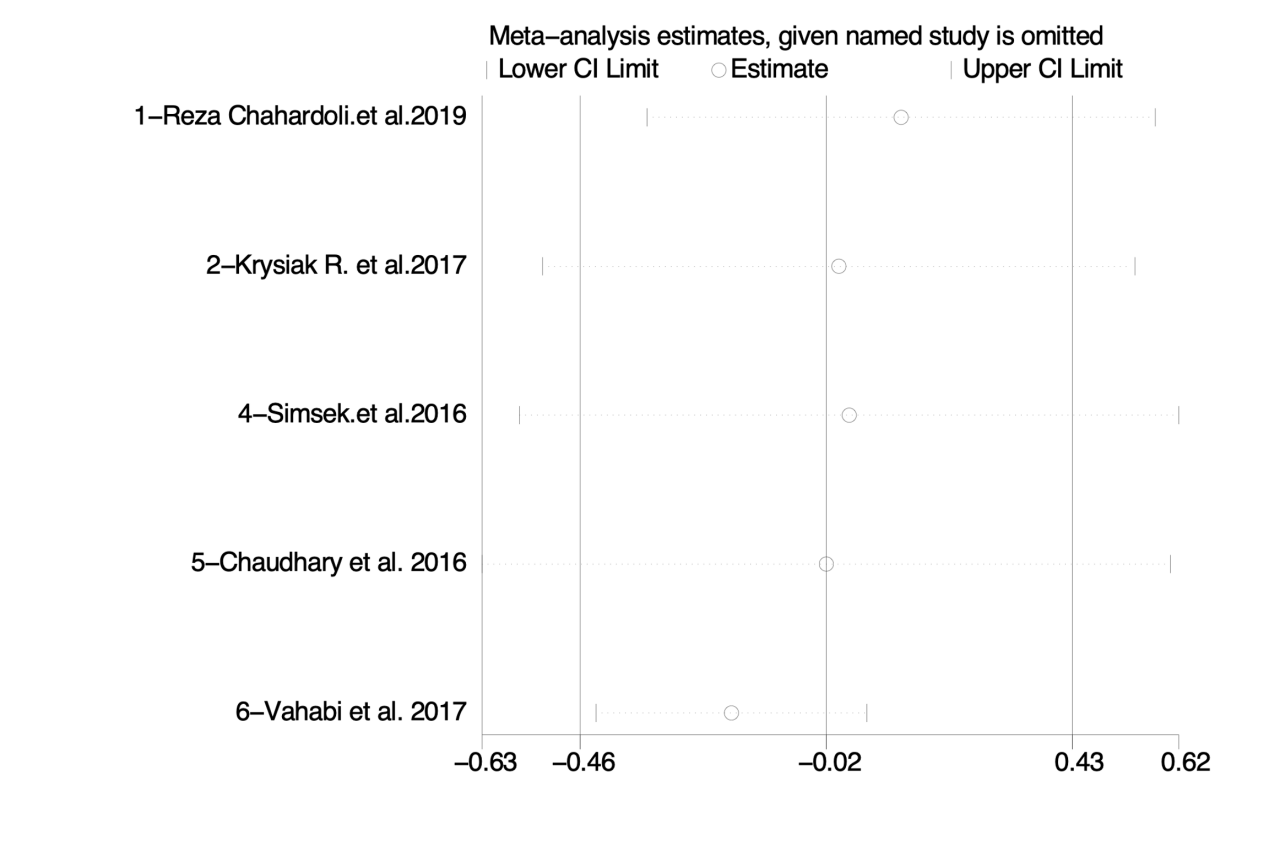 Meta−analysis estimates, given named study is omitted
Lower CI Limit Estimate Upper CI Limit
1−Reza Chahardoli.et al.2019
2−Krysiak R. et al.2017
4−Simsek.et al.2016
5−Chaudhary et al. 2016
6−Vahabi et al. 2017
−0.63 −0.46 −0.02 0.43 0.62